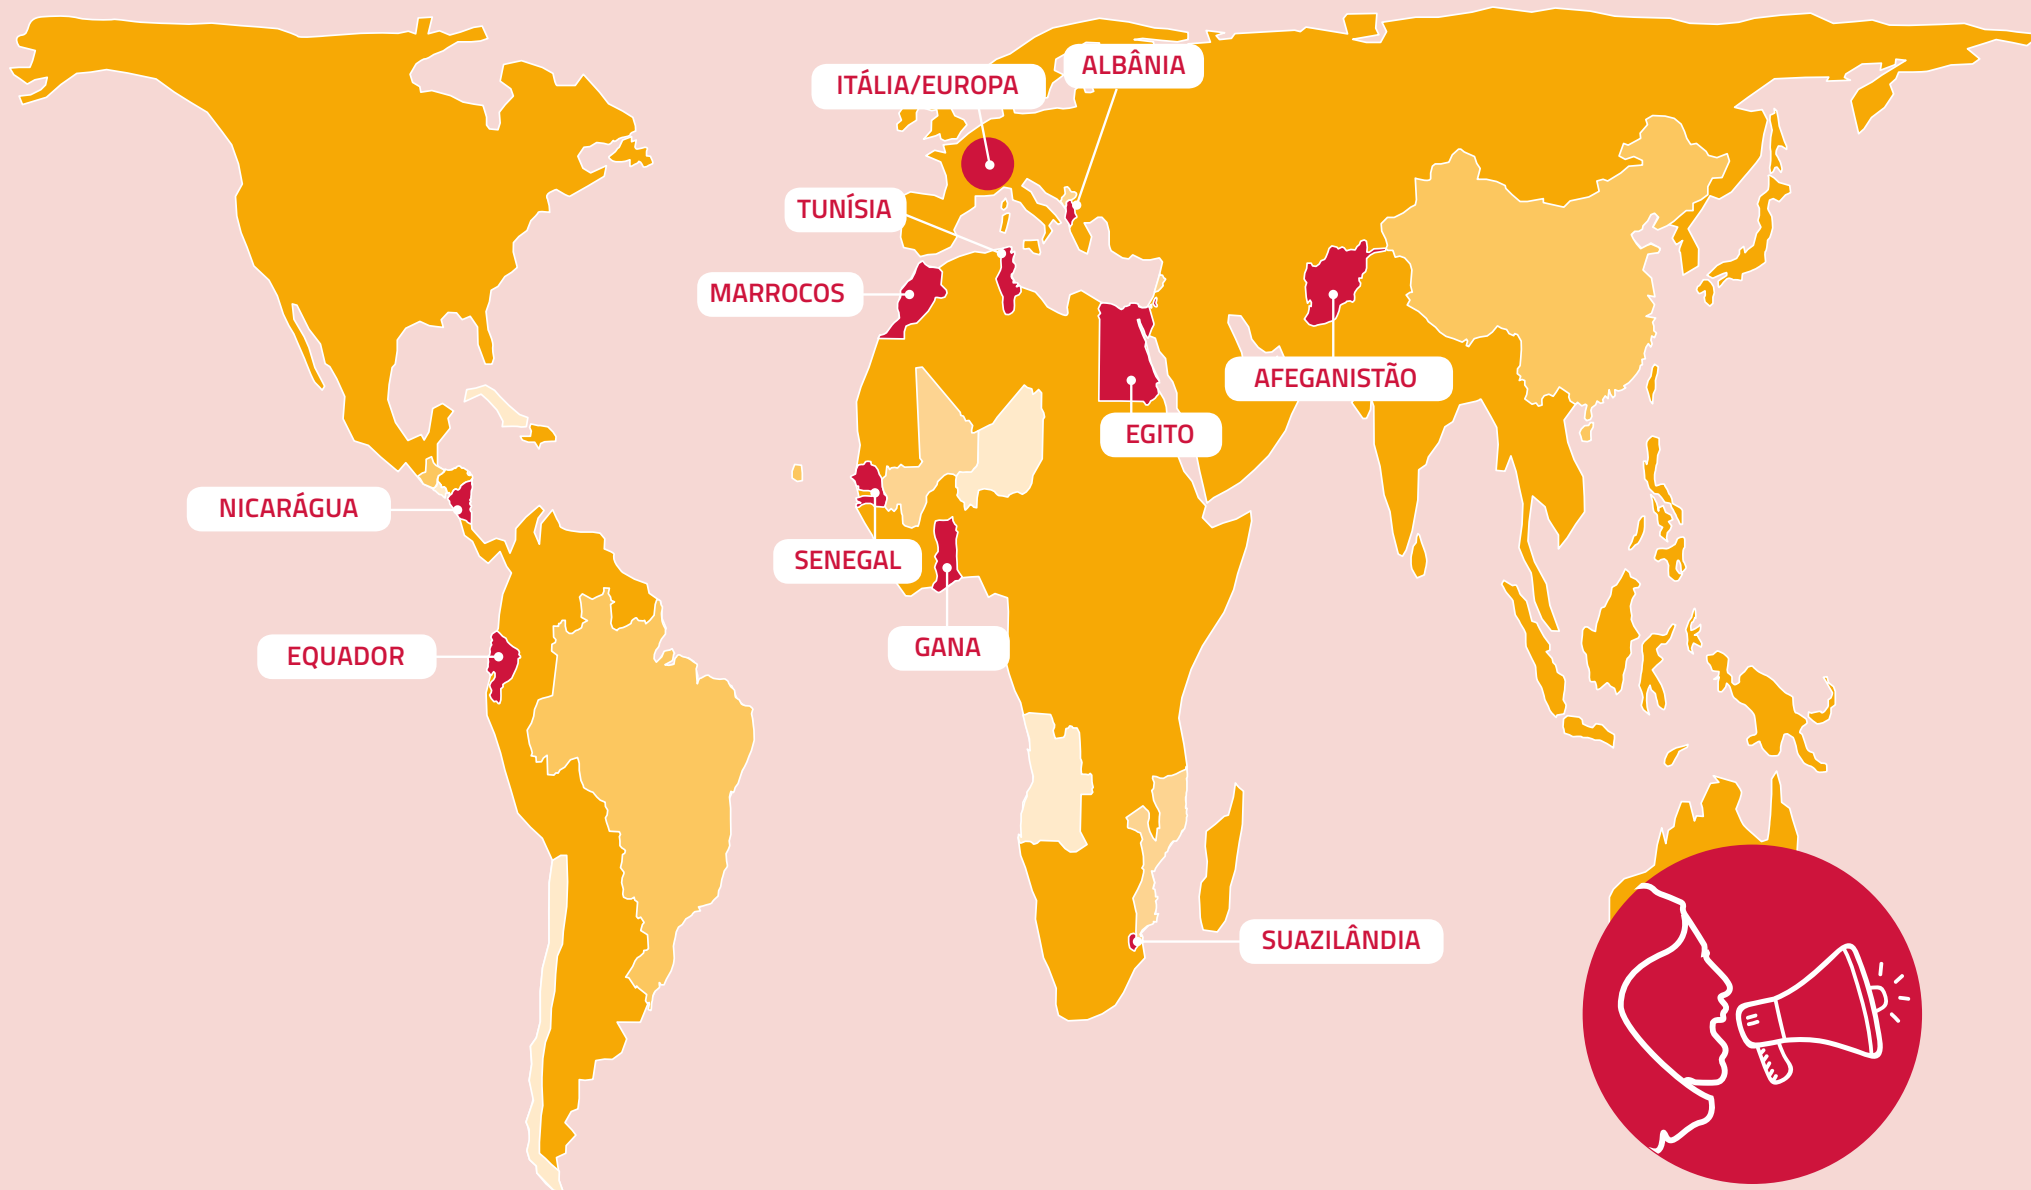 ALBÂNIA
ITÁLIA/EUROPA
TUNÍSIA
MARROCOS
AFEGANISTÃO
EGITO
NICARÁGUA
SENEGAL
GANA
EQUADOR
SUAZILÂNDIA